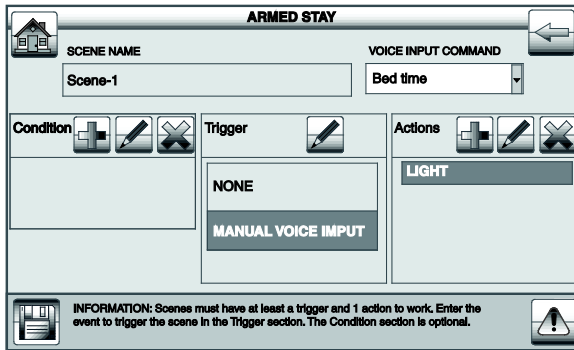 ARMED STAY
SCENE NAME
VOICE INPUT COMMAND
Scene-1
Bed time
Condition
Trigger
Actions
NONE
MANUAL VOICE IMPUT
LIGHT
INFORMATION: Scenes must have at least a trigger and 1 action to work. Enter the
event to trigger the scene in the Trigger section. The Condition section is optional.